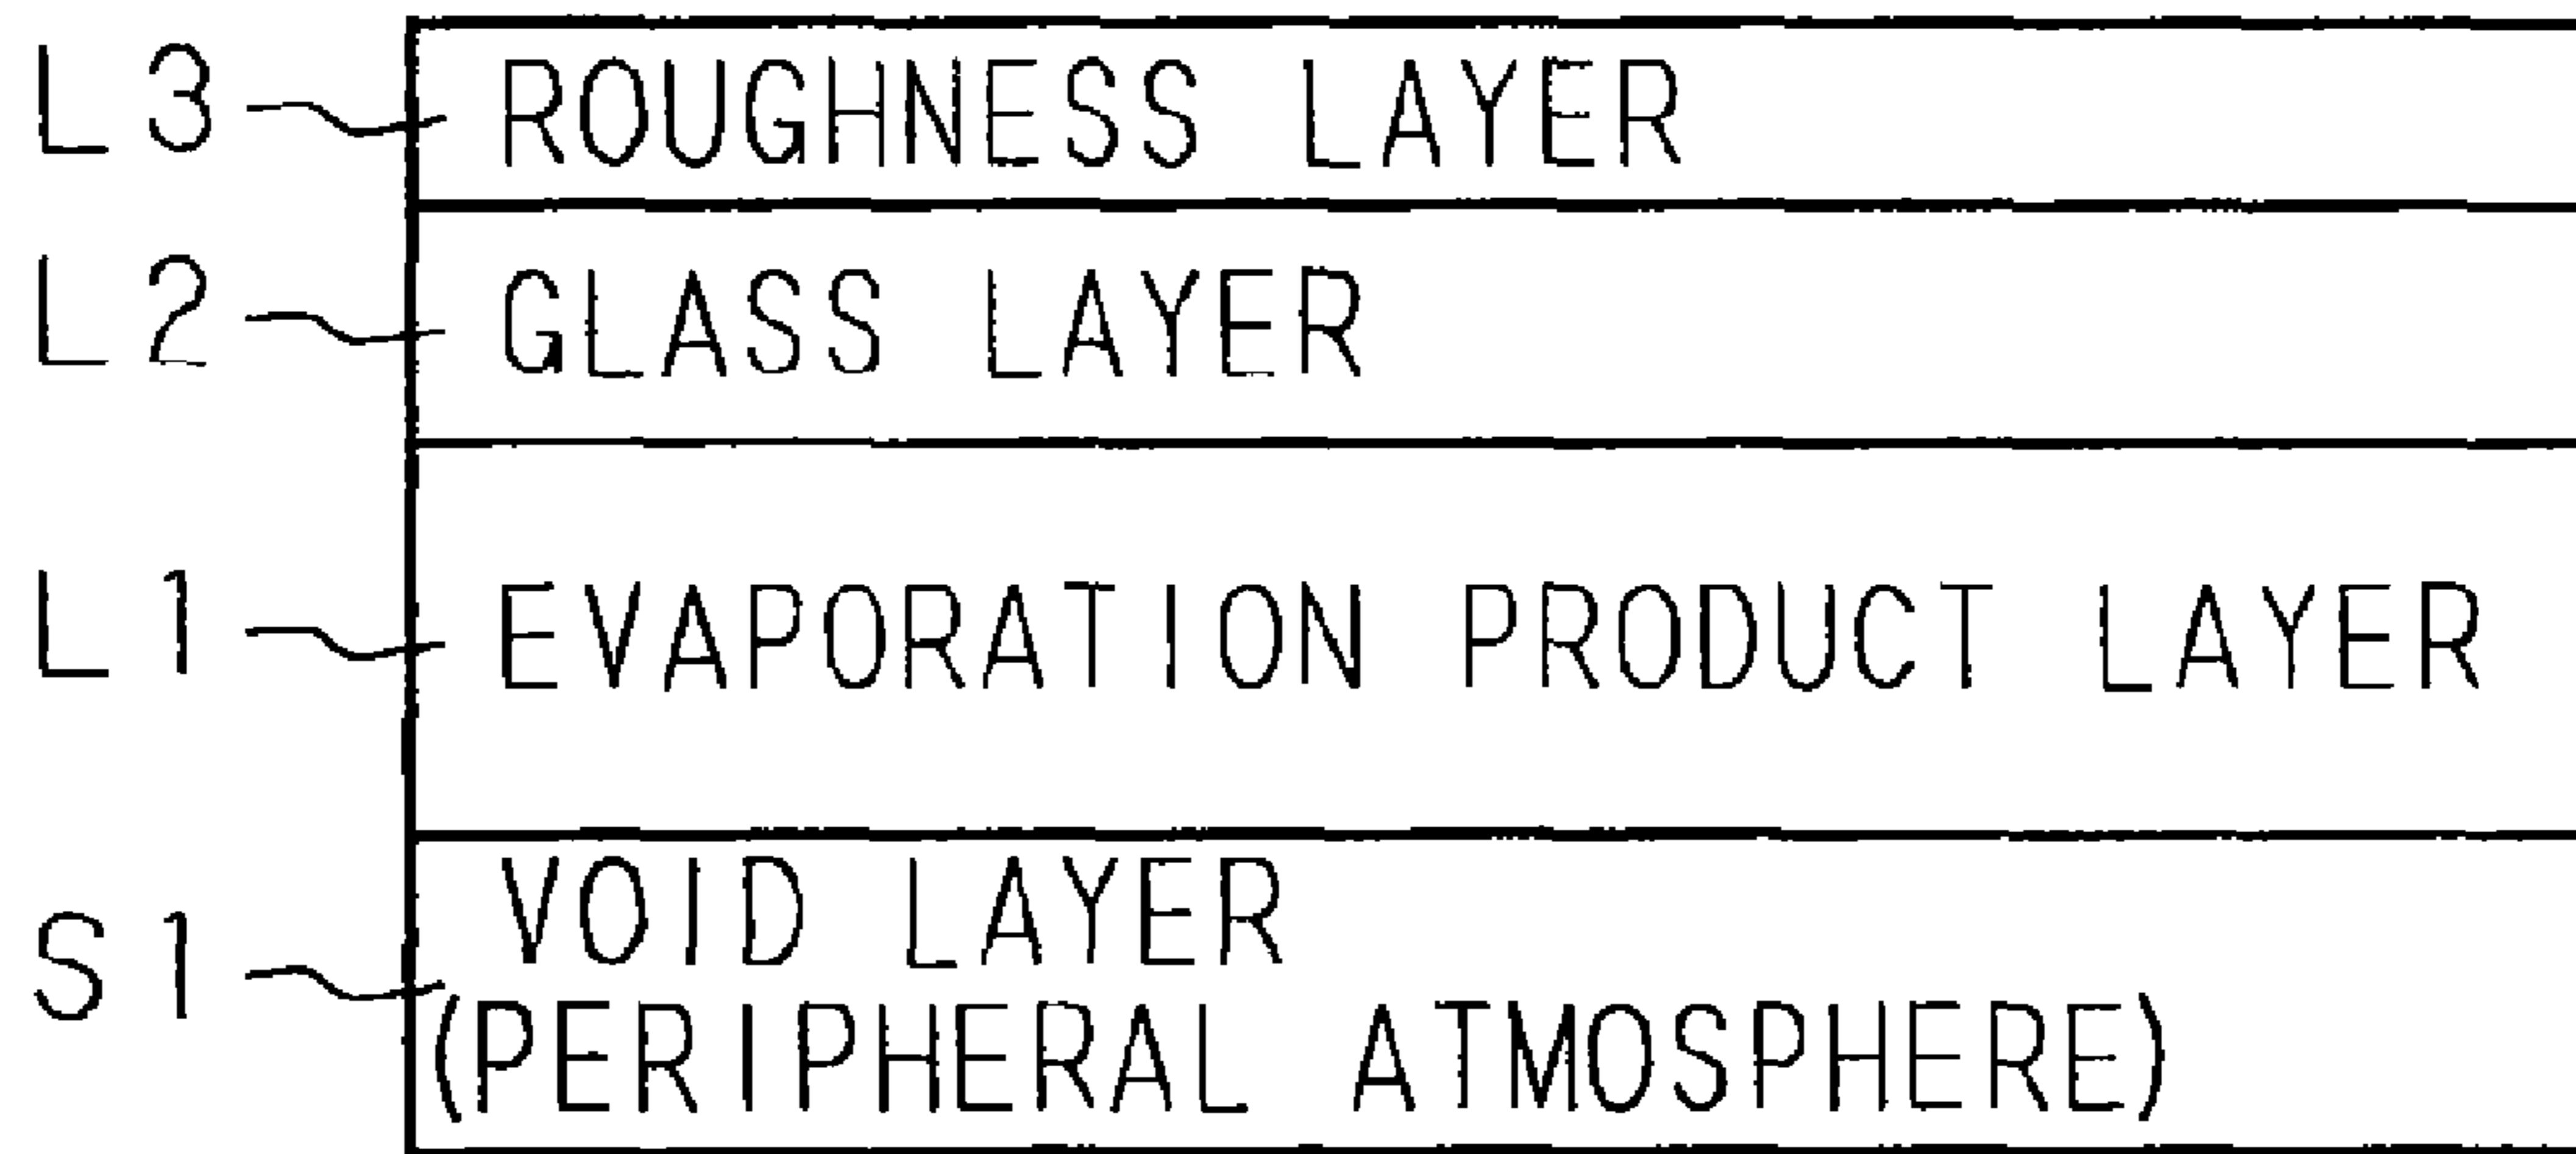 L3 ROUGHNESS LAYER
L2 GLASS LAYER
L1 EVAPORATION PRODUCT LAYER
S1 VOID LAYER
(PERIPHERAL ATMOSPHERE)